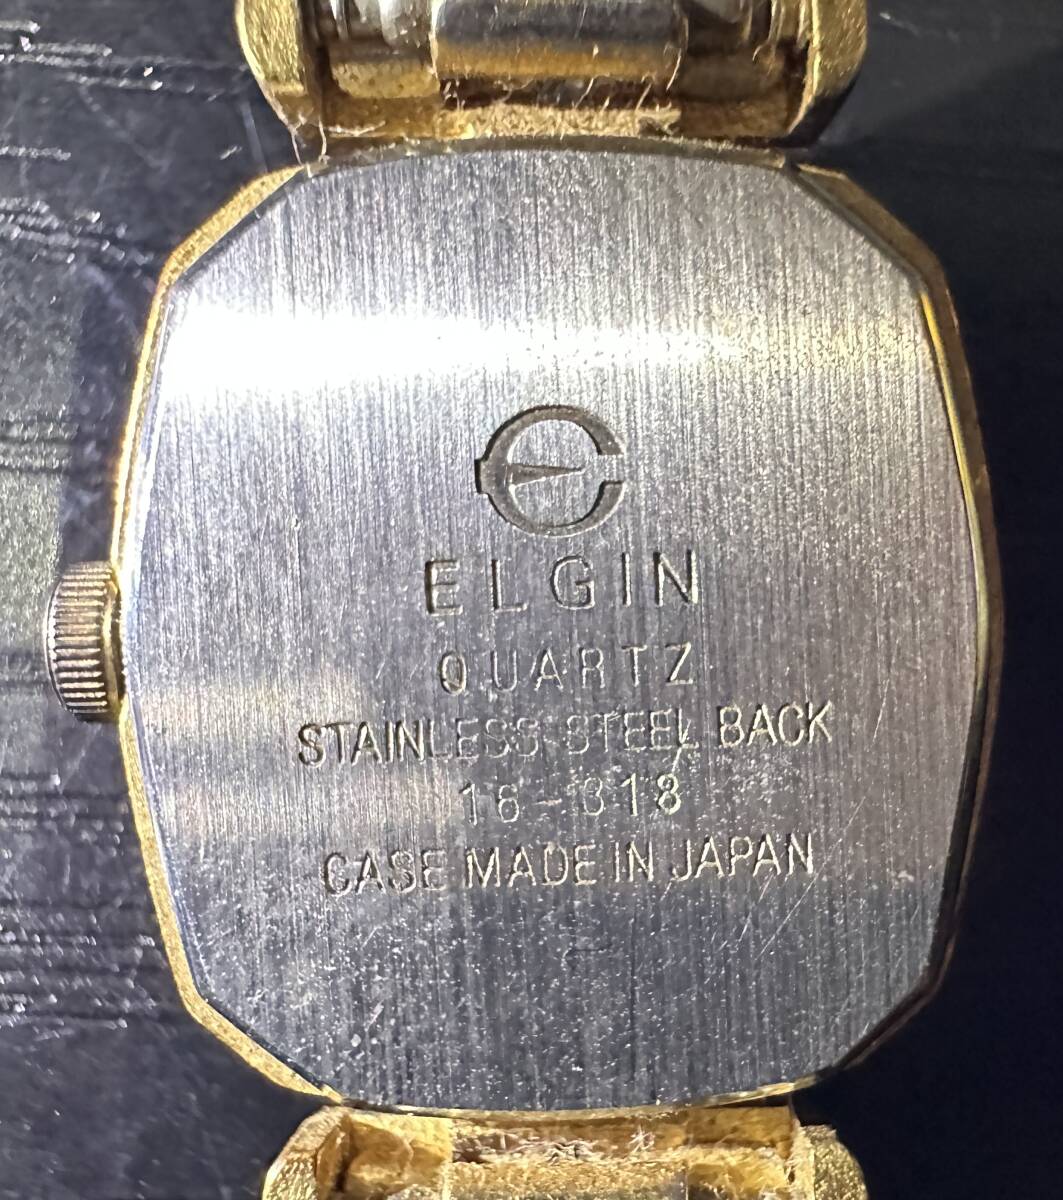 ELGIN
QUARTZ
STAINLESS STEEL BACK
16-318
CASE MADE IN JAPAN